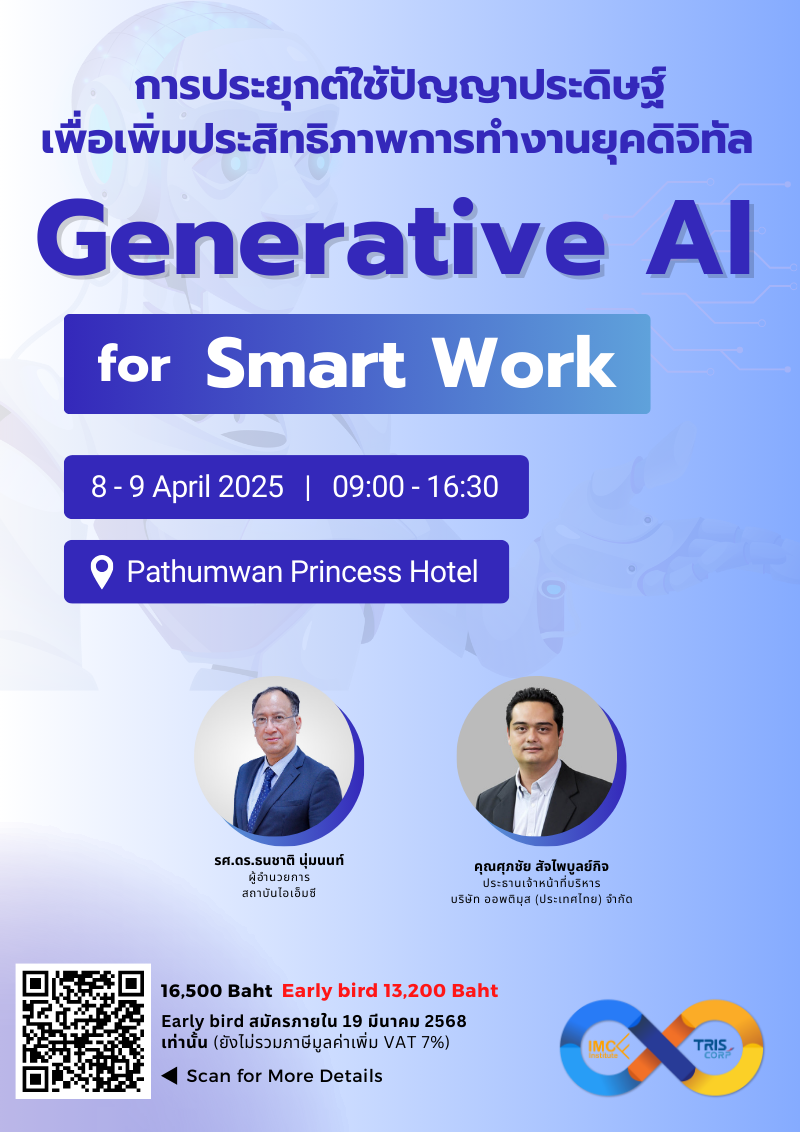 การประยุกต์ใช้ปัญญาประดิษฐ์
เพื่อเพิ่มประสิทธิภาพการทำงานยุคดิจิทัล
Generative AI
for Smart Work
8 - 9 April 2025 | 09:00 - 16:30
Pathumwan Princess Hotel
รศ.ดร.ธนชาติ นุ่มนนท์
ผู้อำนวยการ
สถาบันไอเอ็มซี
คุณศุภชัย สัจไพบูลย์กิจ
ประธานเจ้าหน้าที่บริหาร
บริษัท ออพติมุส (ประเทศไทย) จำกัด
16,500 Baht Early bird 13,200 Baht
Early bird สมัครภายใน 19 มีนาคม 2568
เท่านั้น (ยังไม่รวมภาษีมูลค่าเพิ่ม VAT 7%)
Scan for More Details
IMC
Institute
TRIS
CORP